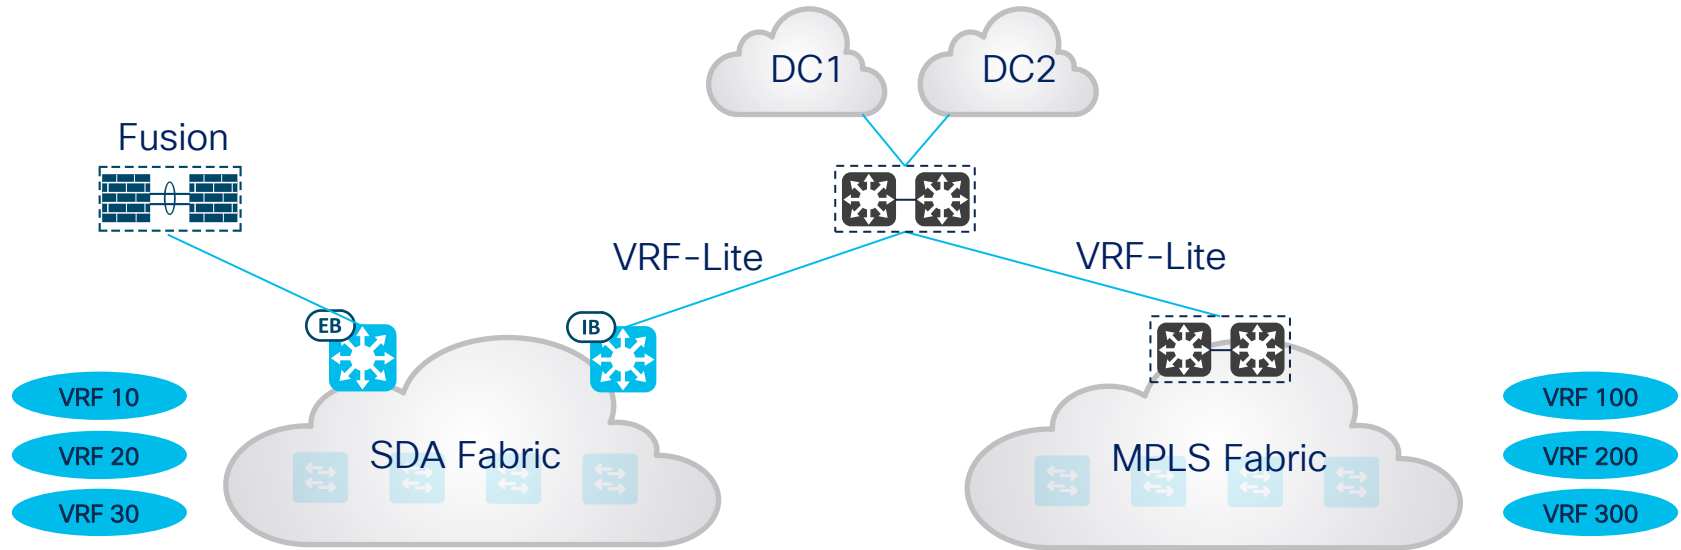 DC1
DC2
Fusion
VRF-Lite
VRF-Lite
EB
IB
VRF 10
VRF 100
SDA Fabric
MPLS Fabric
VRF 20
VRF 200
VRF 30
VRF 300